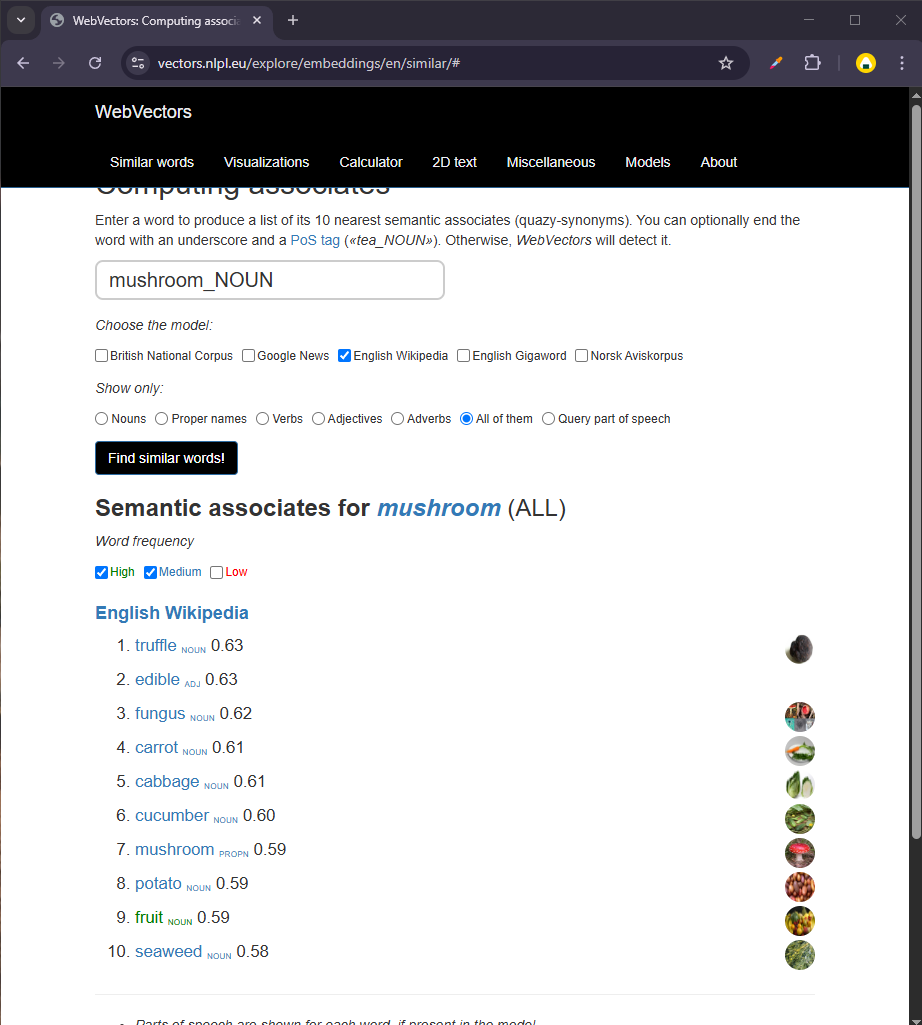 WebVectors: Computing associa
vectors.nlpl.eu/explore/embeddings/en/similar/#
WebVectors
Similar words Visualizations Calculator 2D text Miscellaneous Models About
Computing associates
Enter a word to produce a list of its 10 nearest semantic associates (quazy-synonyms). You can optionally end the
word with an underscore and a PoS tag («tea_NOUN»). Otherwise, WebVectors will detect it.
mushroom_NOUN
Choose the model:
British National Corpus Google News English Wikipedia English Gigaword Norsk Aviskorpus
Show only:
Nouns Proper names Verbs Adjectives Adverbs All of them Query part of speech
Find similar words!
Semantic associates for mushroom (ALL)
Word frequency
High Medium Low
English Wikipedia
1. truffle NOUN 0.63
2. edible ADJ 0.63
3. fungus NOUN 0.62
4. carrot NOUN 0.61
5. cabbage NOUN 0.61
6. cucumber NOUN 0.60
7. mushroom PROPN 0.59
8. potato NOUN 0.59
9. fruit NOUN 0.59
10. seaweed NOUN 0.58
Parts of speech are shown for each word, if present in the model